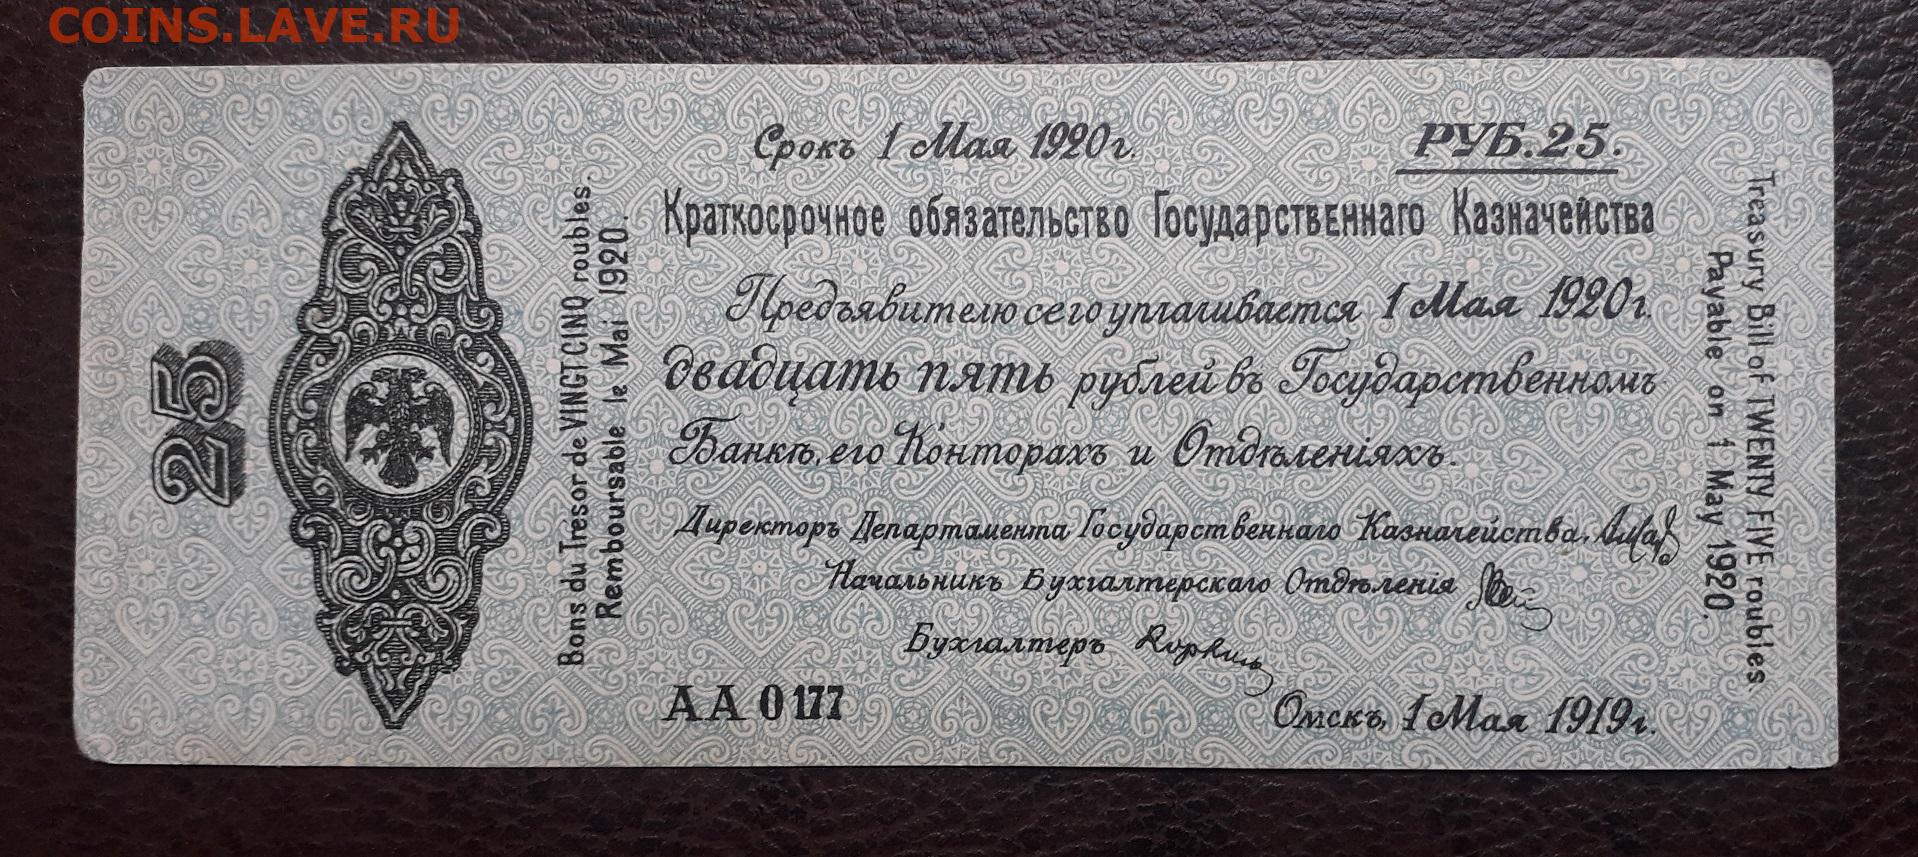 COINS.LAVE.RU
25
Bons du Tresor de VINGT CINQ roubles.
Remboursable le Mai 1920.
Срокъ 1 Мая 1920 г.
РУБ. 25.
Краткосрочное обязательство Государственнаго Казначейства
Предъявителю сего уплачивается 1 Мая 1920 г.
двадцать пять рублей въ Государственномъ
Банкѣ, его Конторахъ и Отдѣленіяхъ.
Директоръ Департамента Государственнаго Казначейства.
Начальникъ Бухгалтерскаго Отдѣленія
Бухгалтеръ
АА 0177
Омскъ, 1 Мая 1919 г.
Treasury Bill of TWENTY FIVE roubles.
Payable on 1 May 1920.